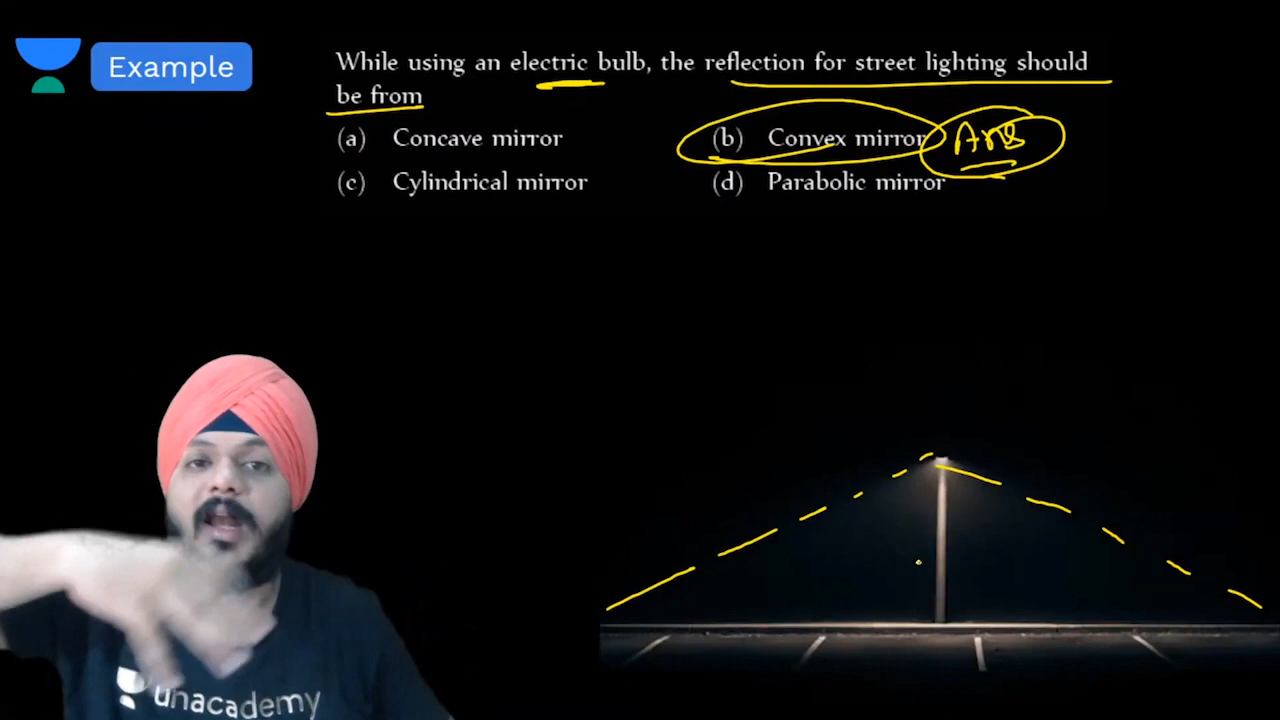 Example
While using an electric bulb, the reflection for street lighting should
be from
(a) Concave mirror
(b) Convex mirror
Ans
(c) Cylindrical mirror
(d) Parabolic mirror
unacademy